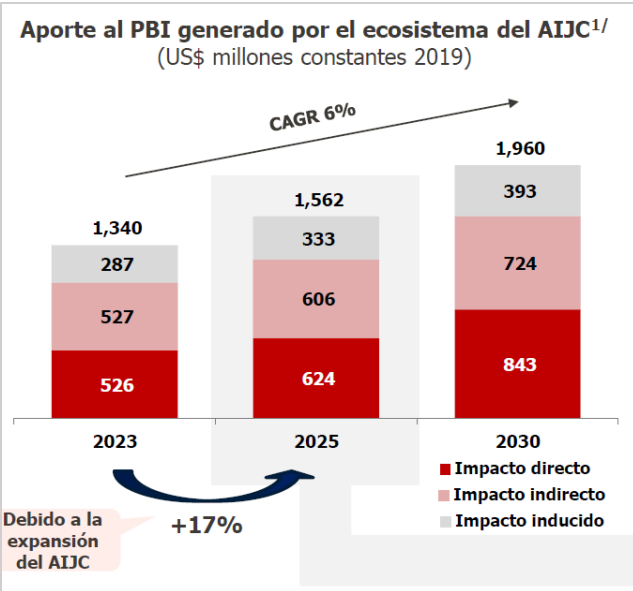 Aporte al PBI generado por el ecosistema del AIJC1/
(US$ millones constantes 2019)
CAGR 6%
1,340
287
527
526
1,562
333
606
624
1,960
393
724
843
2023
2025
2030
Impacto directo
Impacto indirecto
Impacto inducido
Debido a la
expansión
del AIJC
+17%